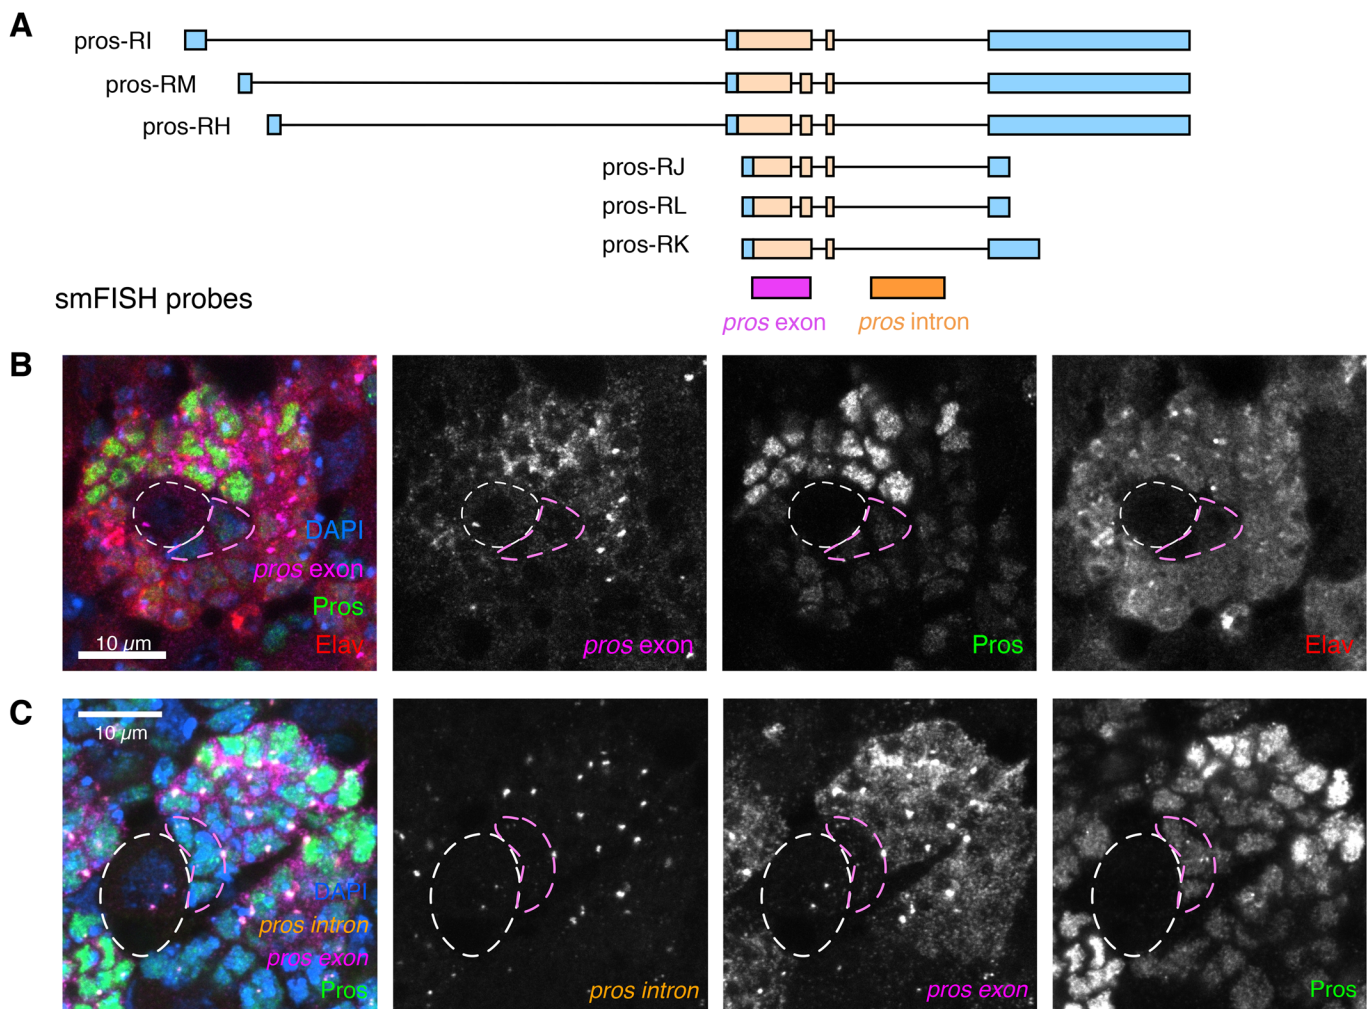 A
pros-RI
pros-RM
pros-RH
pros-RJ
pros-RL
pros-RK
smFISH probes
pros exon
pros intron
B
DAPI
pros exon
Pros
Elav
10 µm
pros exon
Pros
Elav
C
10 µm
DAPI
pros intron
pros exon
Pros
pros intron
pros exon
Pros